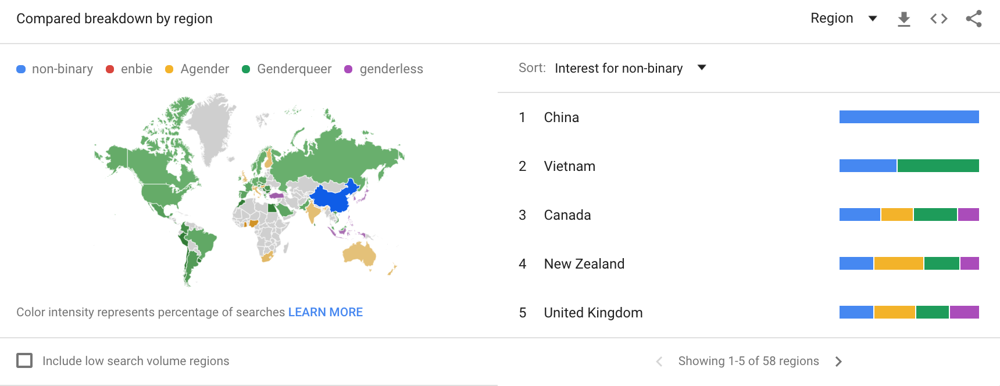 Compared breakdown by region
Region
non-binary enbie Agender Genderqueer genderless
Sort: Interest for non-binary
1 China
2 Vietnam
3 Canada
4 New Zealand
5 United Kingdom
Color intensity represents percentage of searches LEARN MORE
Include low search volume regions
Showing 1-5 of 58 regions